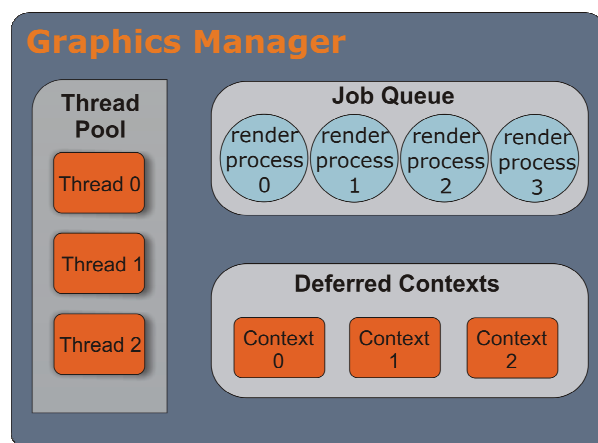 Graphics Manager
Thread
Pool
Thread 0
Thread 1
Thread 2
Job Queue
render
process
0
render
process
1
render
process
2
render
process
3
Deferred Contexts
Context
0
Context
1
Context
2